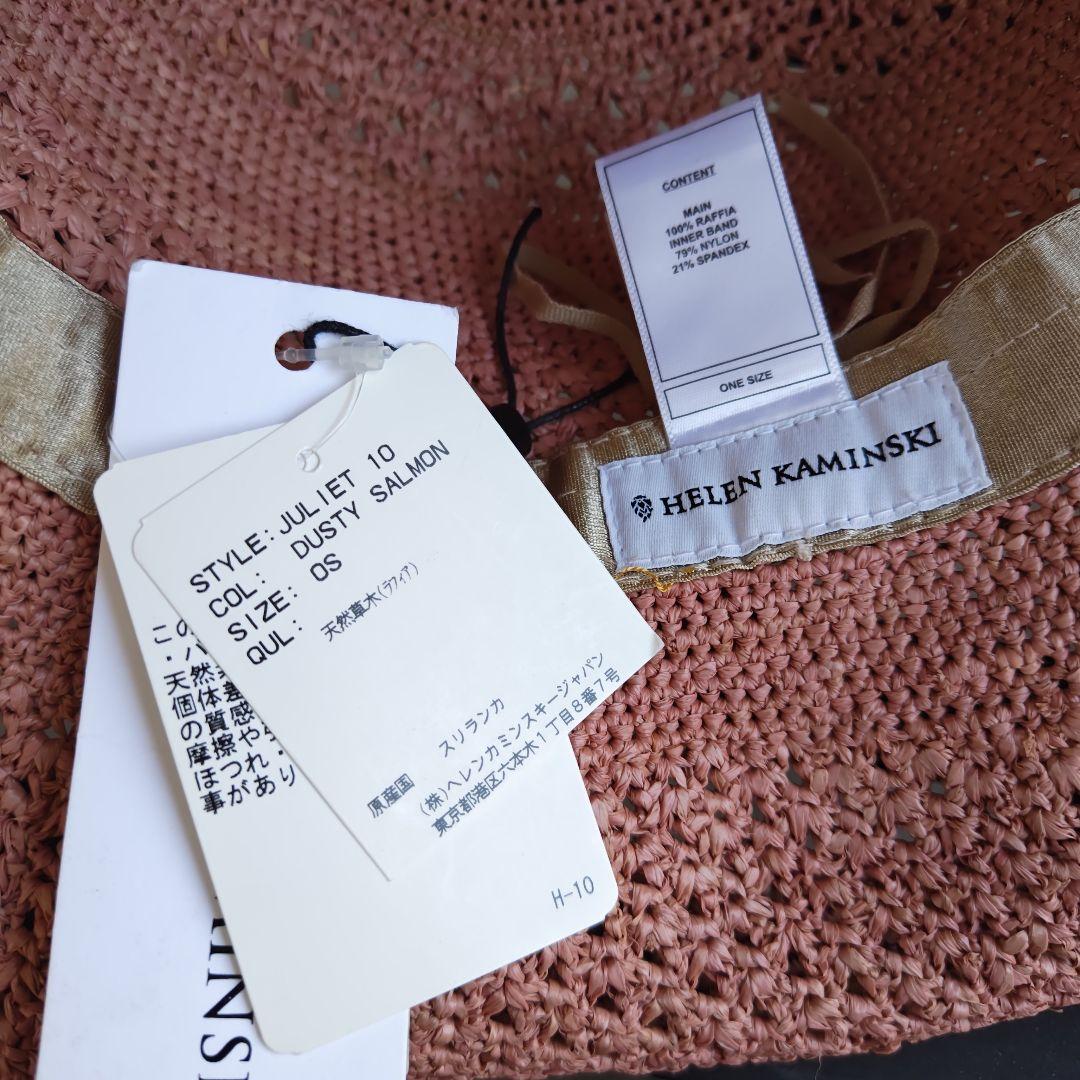 CONTENT
MAIN
100% RAFFIA
INNER BAND
79% NYLON
21% SPANDEX
ONE SIZE
HELEN KAMINSKI
STYLE:JULIET 10
COL: DUSTY SALMON
SIZE: OS
QUL: 天然草木(ラフィア)
原産国 スリランカ
(株)ヘレンカミンスキージャパン
東京都港区六本木1丁目8番7号
H-10
この
天然
個体差
の質感
摩擦や
ほつれ
事があり